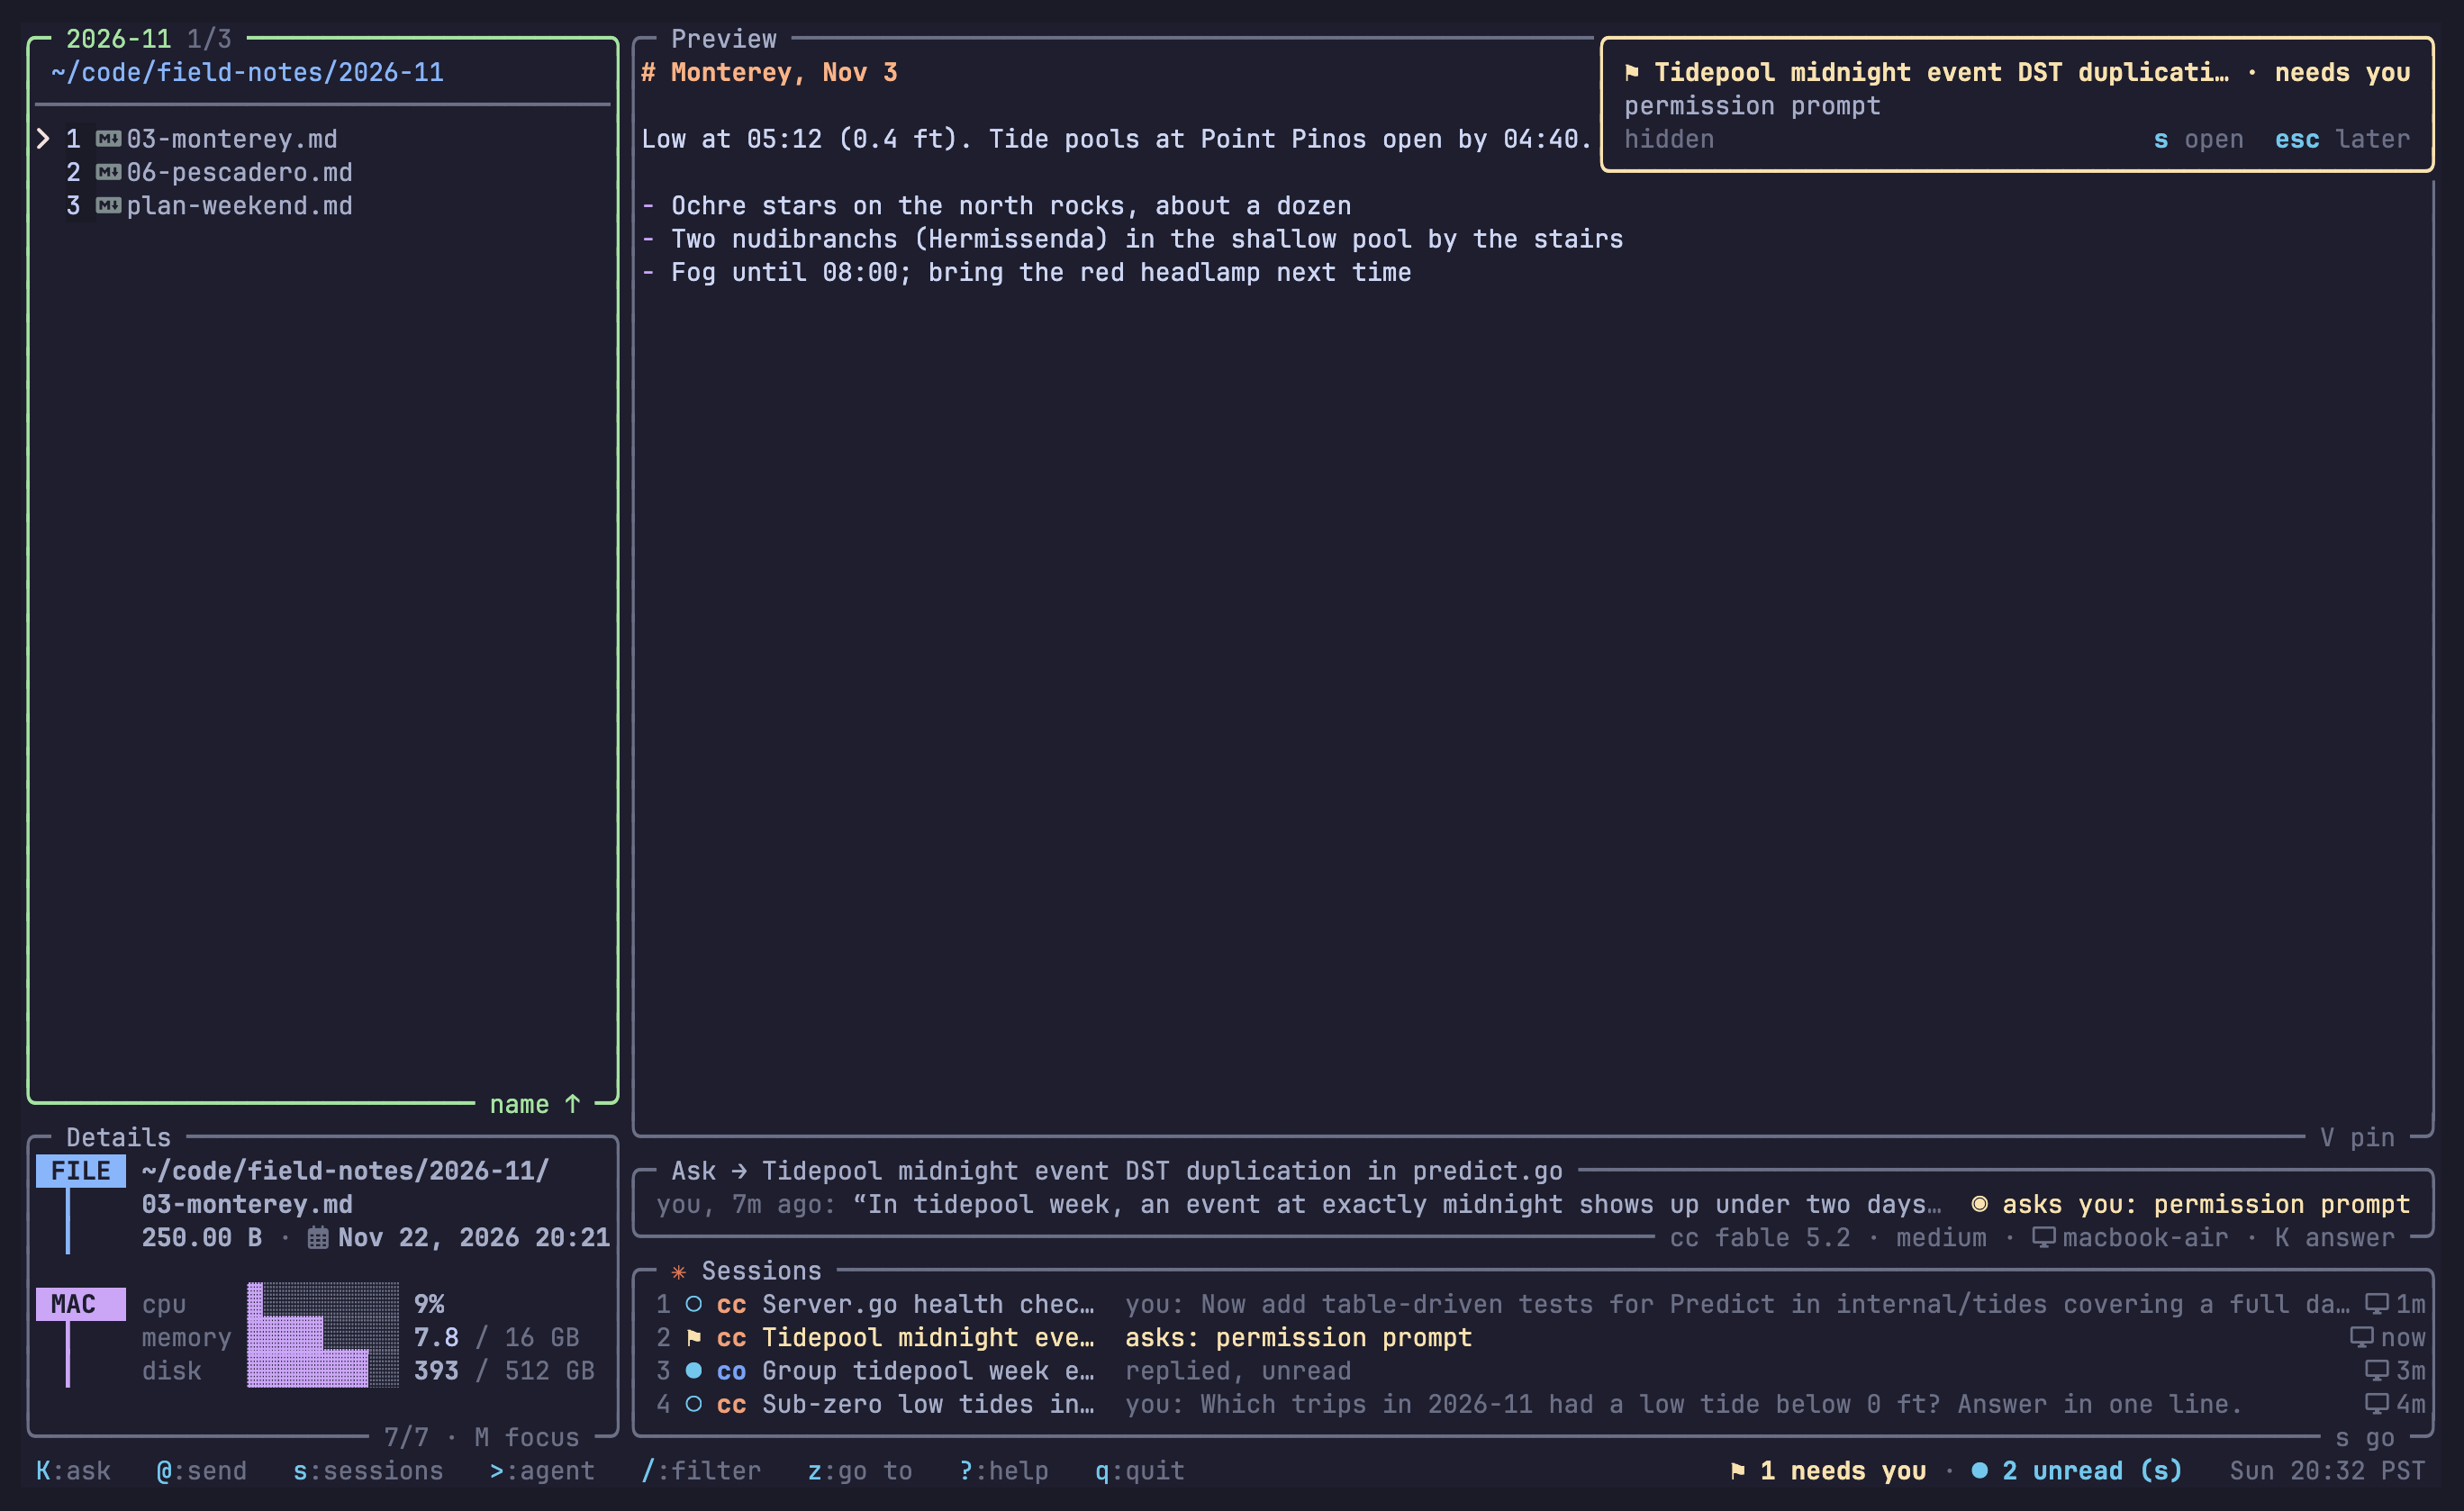 2026-11 1/3
~/code/field-notes/2026-11
1 03-monterey.md
2 06-pescadero.md
3 plan-weekend.md
name ↑
Preview
# Monterey, Nov 3
Low at 05:12 (0.4 ft). Tide pools at Point Pinos open by 04:40.
- Ochre stars on the north rocks, about a dozen
- Two nudibranchs (Hermissenda) in the shallow pool by the stairs
- Fog until 08:00; bring the red headlamp next time
V pin
⚑ Tidepool midnight event DST duplicati… · needs you
permission prompt
hidden s open esc later
Details
FILE ~/code/field-notes/2026-11/
03-monterey.md
250.00 B · Nov 22, 2026 20:21
MAC cpu 9%
memory 7.8 / 16 GB
disk 393 / 512 GB
7/7 · M focus
Ask → Tidepool midnight event DST duplication in predict.go
you, 7m ago: “In tidepool week, an event at exactly midnight shows up under two days… ◉ asks you: permission prompt
cc fable 5.2 · medium · macbook-air · K answer
✳ Sessions
1 ○ cc Server.go health chec… you: Now add table-driven tests for Predict in internal/tides covering a full da… 1m
2 ⚑ cc Tidepool midnight eve… asks: permission prompt now
3 ● co Group tidepool week e… replied, unread 3m
4 ○ cc Sub-zero low tides in… you: Which trips in 2026-11 had a low tide below 0 ft? Answer in one line. 4m
s go
K:ask @:send s:sessions >:agent /:filter z:go to ?:help q:quit ⚑ 1 needs you · ● 2 unread (s) Sun 20:32 PST